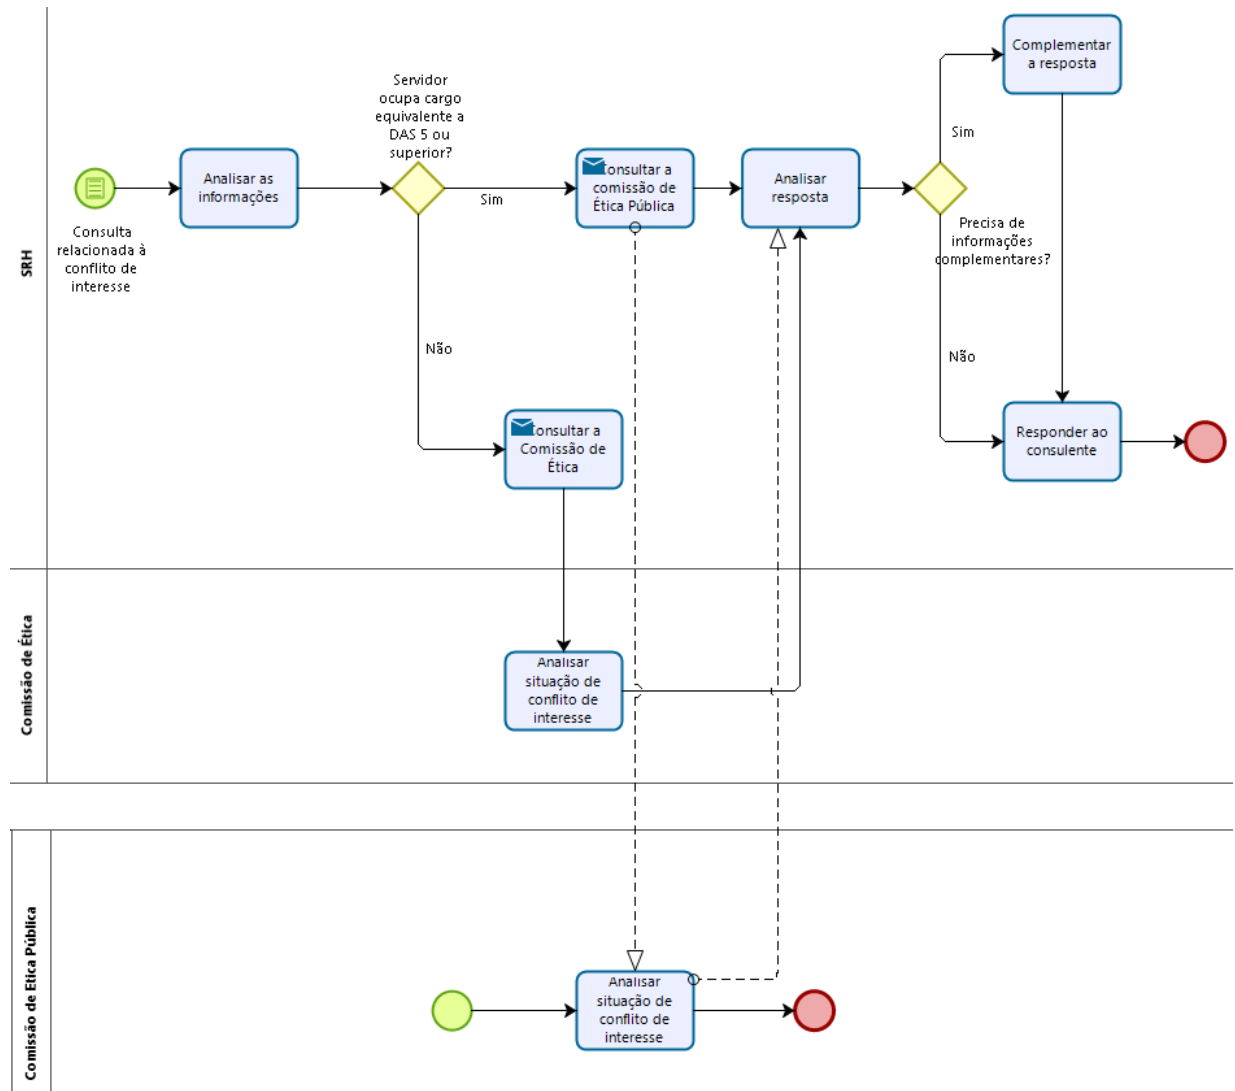 SRH
Consulta
relacionada à
conflito de
interesse
Analisar as
informações
Servidor
ocupa cargo
equivalente a
DAS 5 ou
superior?
Sim
Não
Consultar a
comissão de
Ética Pública
Analisar
resposta
Precisa de
informações
complementares?
Sim
Não
Complementar
a resposta
Responder ao
consulente
Consultar a
Comissão de
Ética
Comissão de Ética
Analisar
situação de
conflito de
interesse
Comissão de Etica Pública
Analisar
situação de
conflito de
interesse